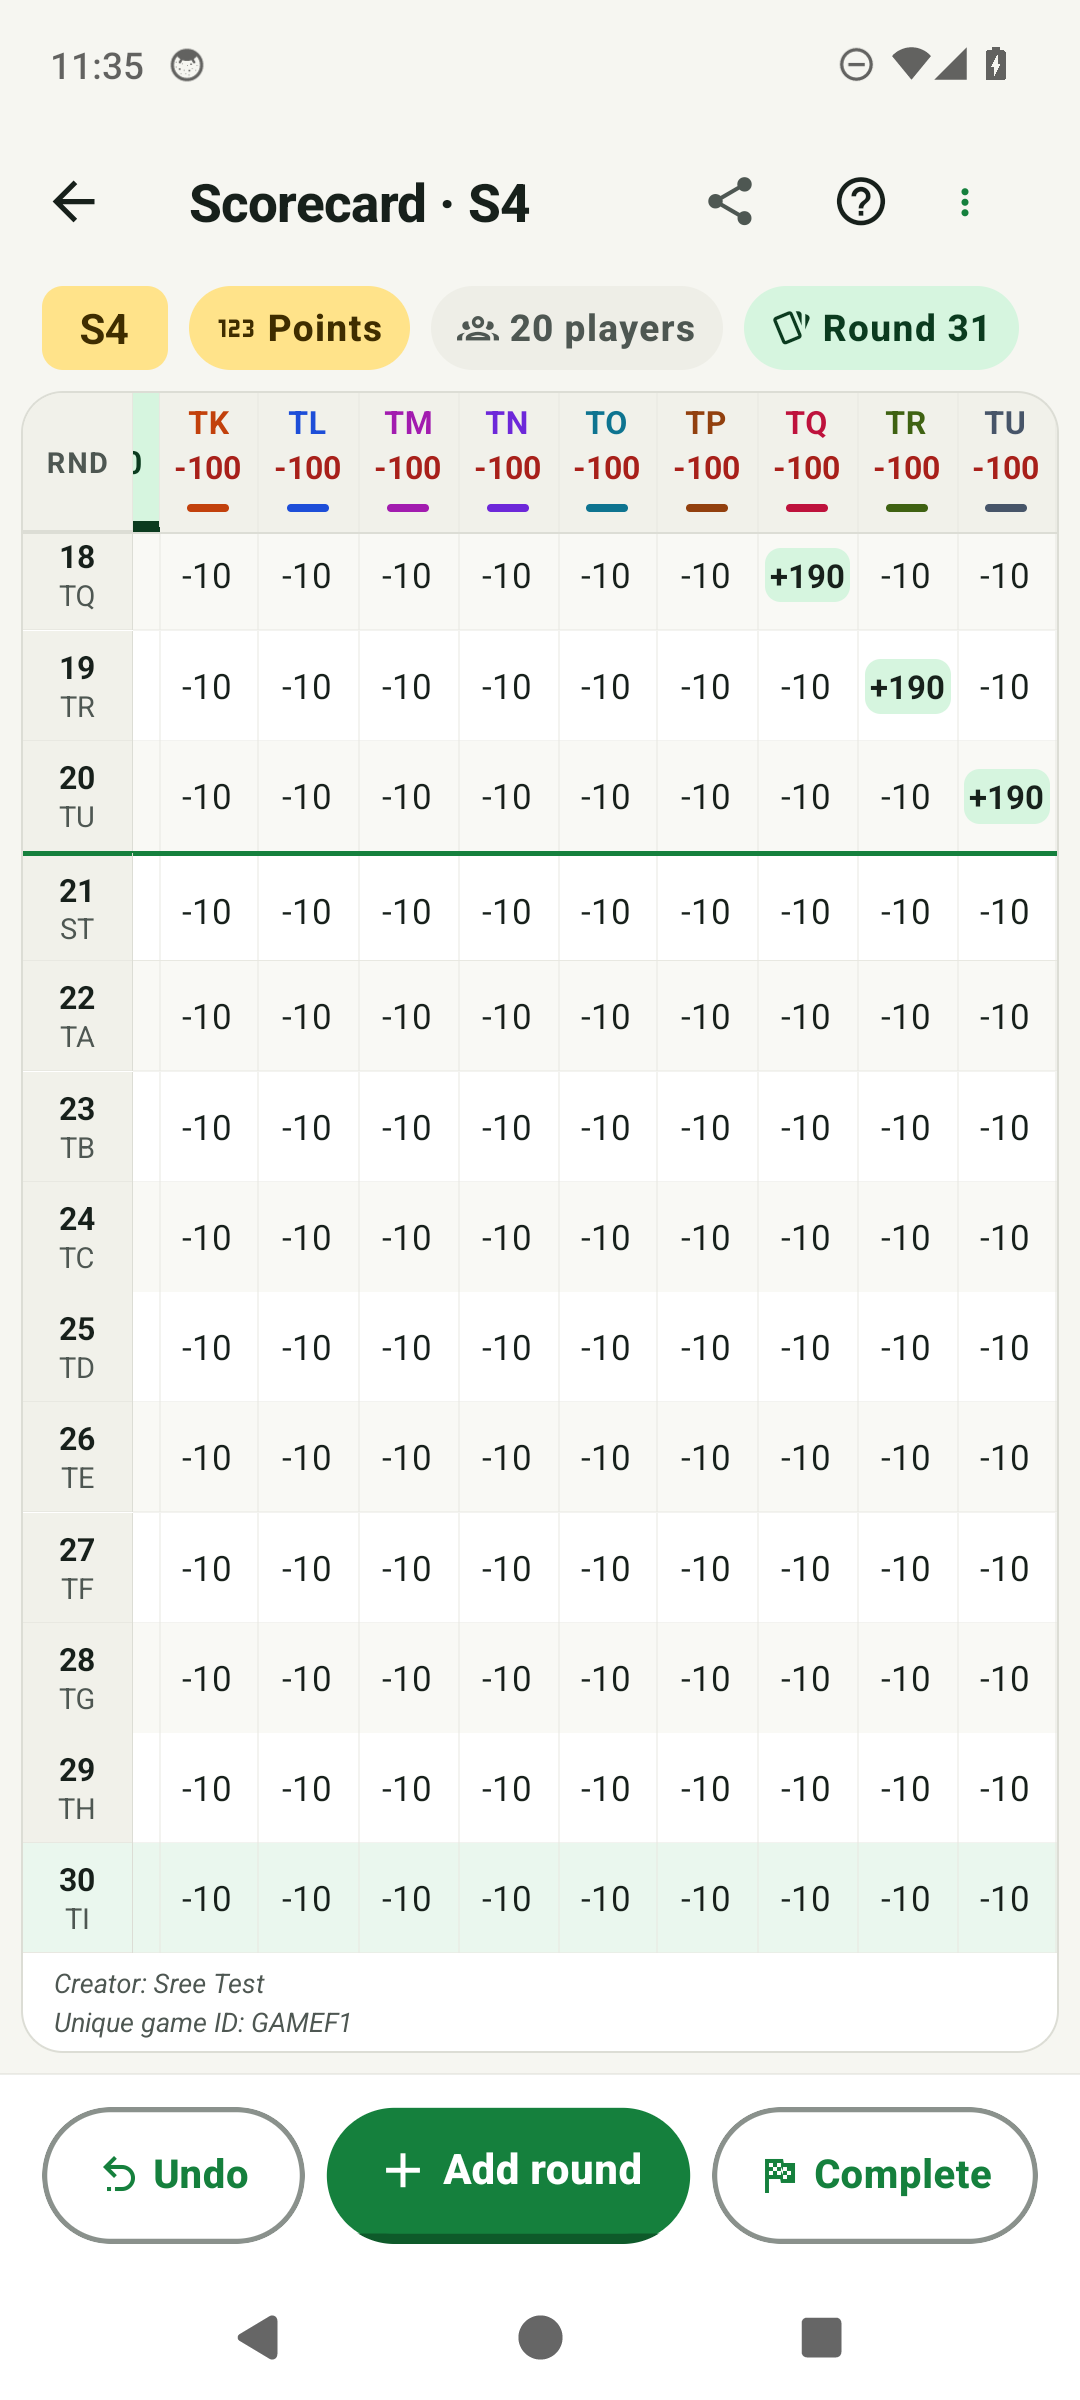 11:35
Scorecard · S4
S4 123 Points 20 players Round 31
RND 0 TK TL TM TN TO TP TQ TR TU
-100 -100 -100 -100 -100 -100 -100 -100 -100
18 TQ -10 -10 -10 -10 -10 -10 +190 -10 -10
19 TR -10 -10 -10 -10 -10 -10 -10 +190 -10
20 TU -10 -10 -10 -10 -10 -10 -10 -10 +190
21 ST -10 -10 -10 -10 -10 -10 -10 -10 -10
22 TA -10 -10 -10 -10 -10 -10 -10 -10 -10
23 TB -10 -10 -10 -10 -10 -10 -10 -10 -10
24 TC -10 -10 -10 -10 -10 -10 -10 -10 -10
25 TD -10 -10 -10 -10 -10 -10 -10 -10 -10
26 TE -10 -10 -10 -10 -10 -10 -10 -10 -10
27 TF -10 -10 -10 -10 -10 -10 -10 -10 -10
28 TG -10 -10 -10 -10 -10 -10 -10 -10 -10
29 TH -10 -10 -10 -10 -10 -10 -10 -10 -10
30 TI -10 -10 -10 -10 -10 -10 -10 -10 -10
Creator: Sree Test
Unique game ID: GAMEF1
Undo + Add round Complete